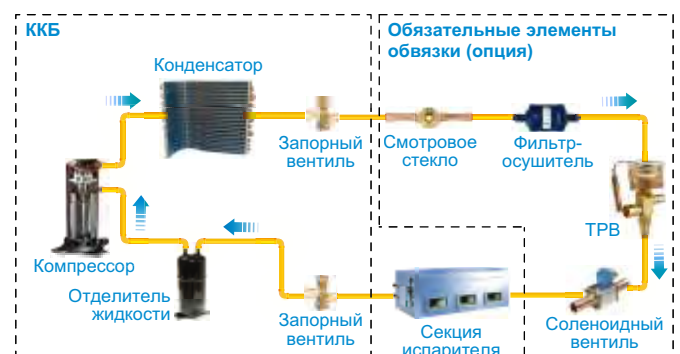 ККБ
Обязательные элементы
обвязки (опция)
Конденсатор
Запорный
вентиль
Смотровое
стекло
Фильтр-
осушитель
ТРВ
Компрессор
Отделитель
жидкости
Запорный
вентиль
Секция
испарителя
Соленоидный
вентиль